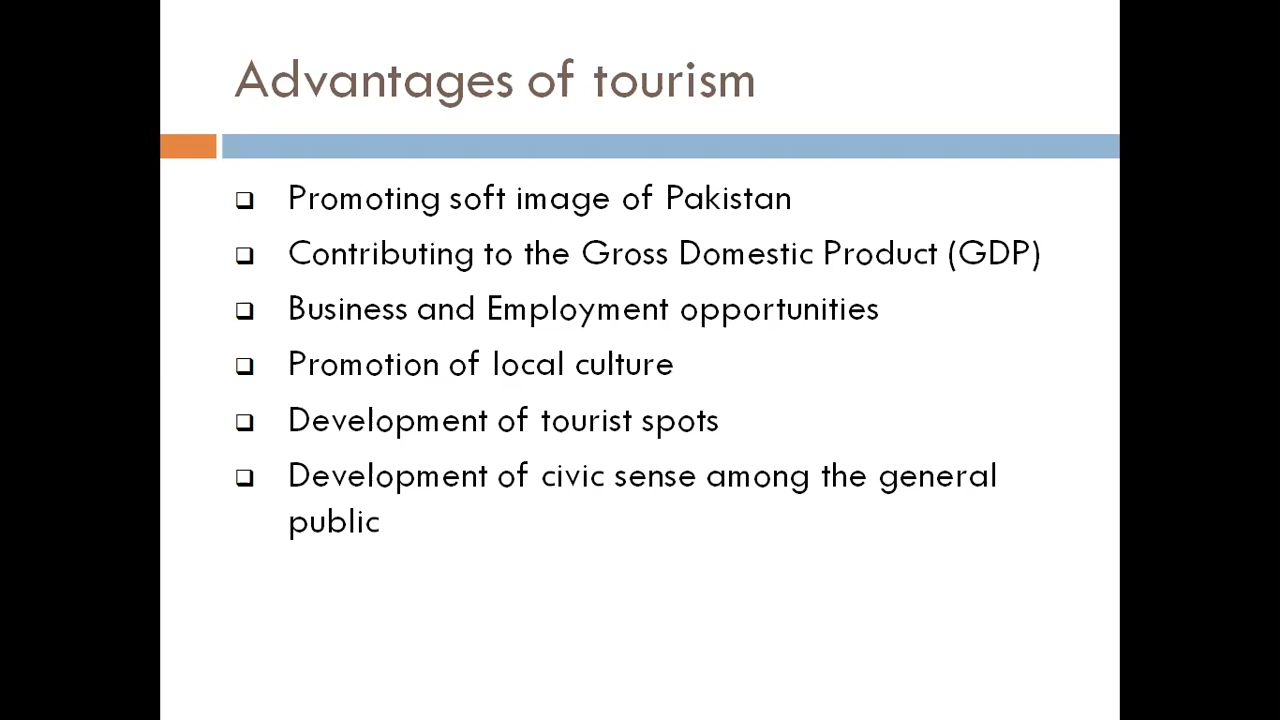 Advantages of tourism
Promoting soft image of Pakistan
Contributing to the Gross Domestic Product (GDP)
Business and Employment opportunities
Promotion of local culture
Development of tourist spots
Development of civic sense among the general
public